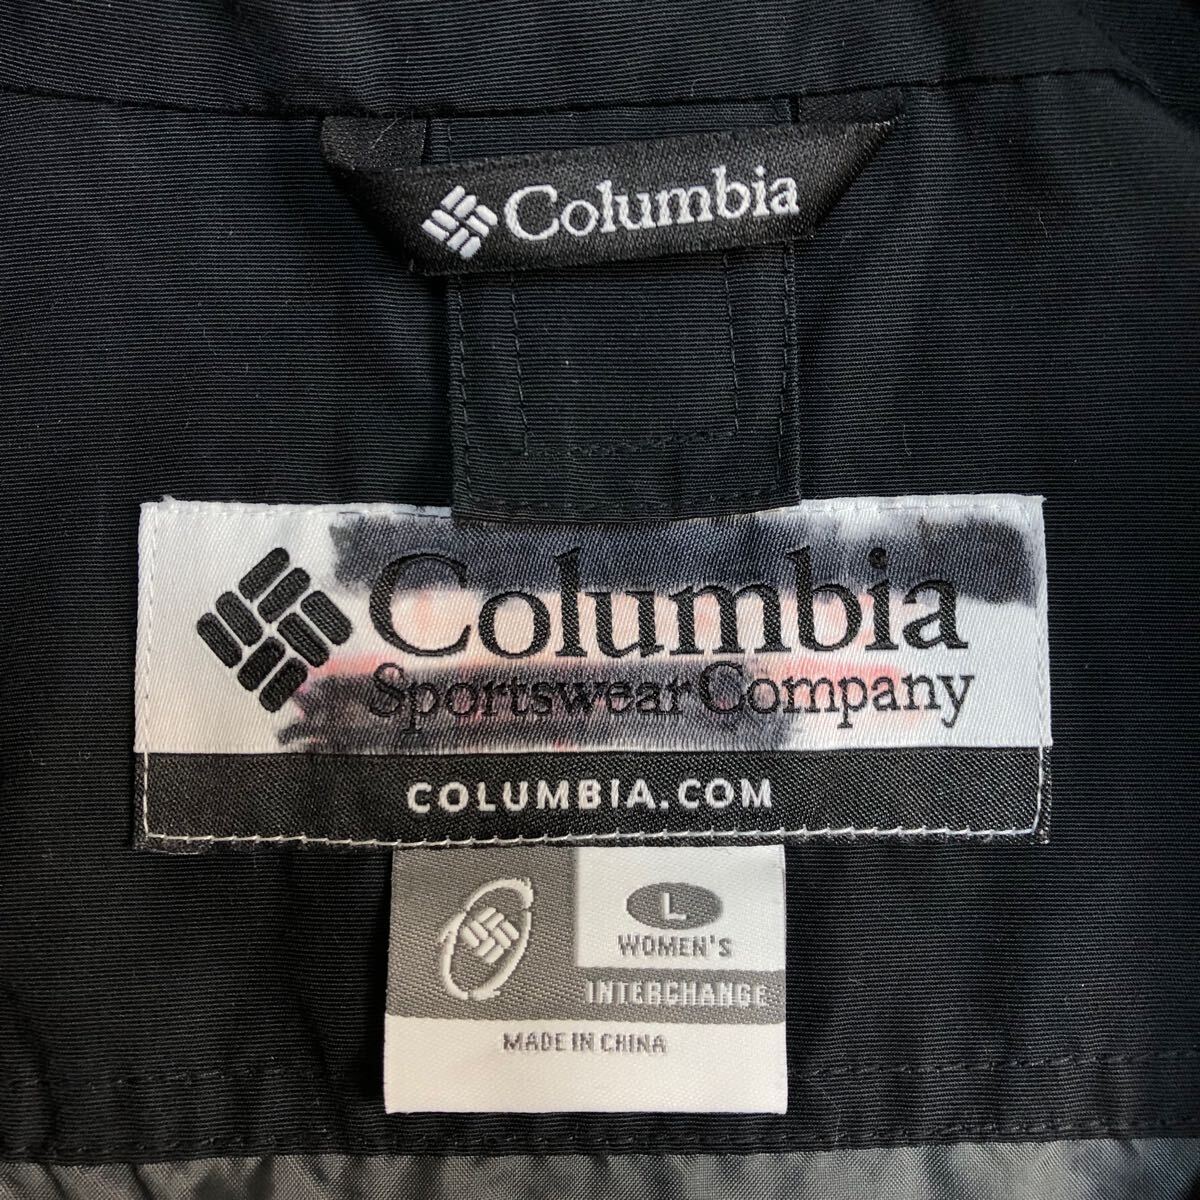 Columbia
Columbia
Sportswear Company
COLUMBIA.COM
L
WOMEN'S
INTERCHANGE
MADE IN CHINA